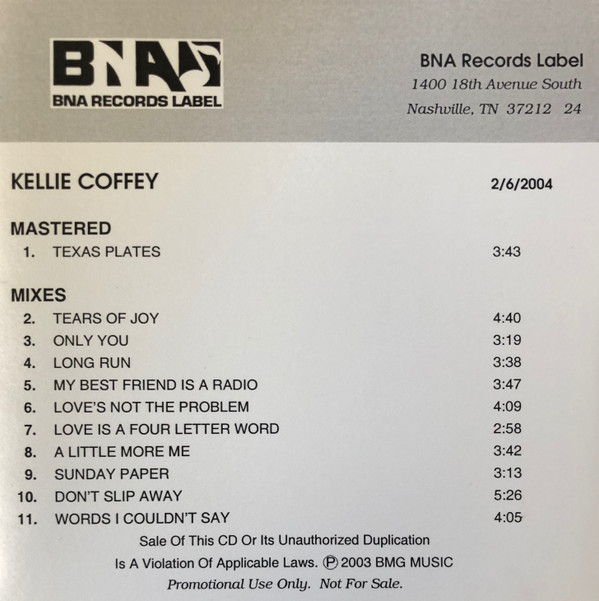 BNA
BNA RECORDS LABEL
BNA Records Label
1400 18th Avenue South
Nashville, TN 37212 24
KELLIE COFFEY 2/6/2004
MASTERED
1. TEXAS PLATES 3:43
MIXES
2. TEARS OF JOY 4:40
3. ONLY YOU 3:19
4. LONG RUN 3:38
5. MY BEST FRIEND IS A RADIO 3:47
6. LOVE'S NOT THE PROBLEM 4:09
7. LOVE IS A FOUR LETTER WORD 2:58
8. A LITTLE MORE ME 3:42
9. SUNDAY PAPER 3:13
10. DON'T SLIP AWAY 5:26
11. WORDS I COULDN'T SAY 4:05
Sale Of This CD Or Its Unauthorized Duplication
Is A Violation Of Applicable Laws. ℗ 2003 BMG MUSIC
Promotional Use Only. Not For Sale.